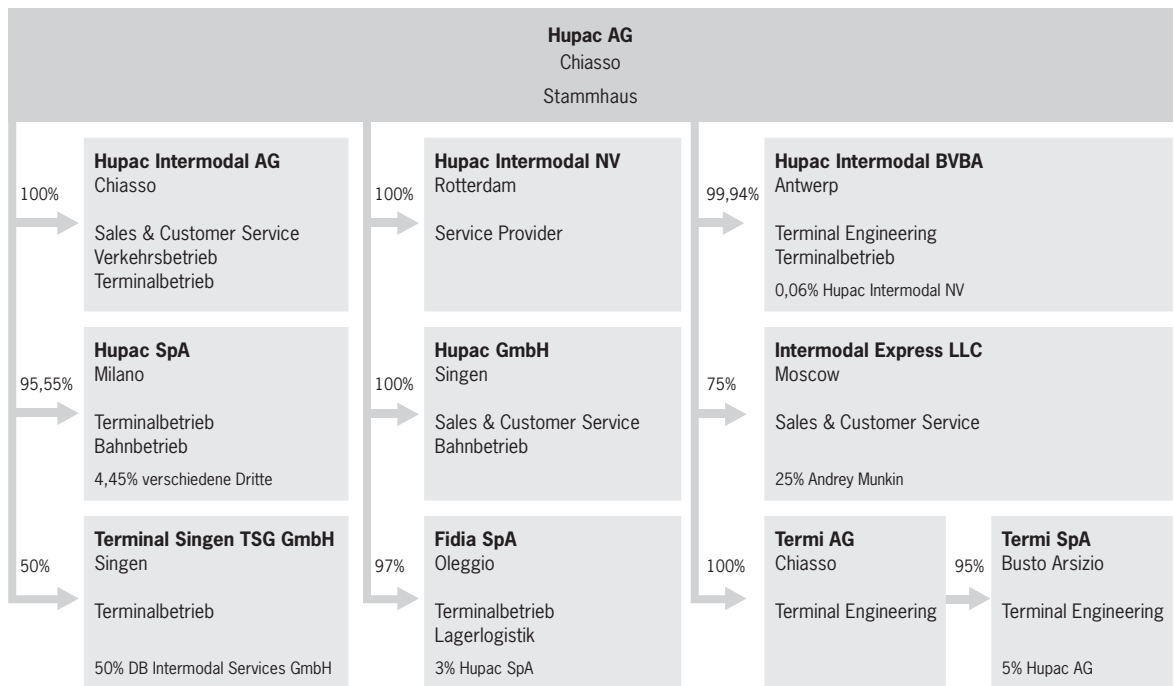 Hupac AG
Chiasso
Stammhaus
100%
Hupac Intermodal AG
Chiasso
Sales & Customer Service
Verkehrsbetrieb
Terminalbetrieb
100%
Hupac Intermodal NV
Rotterdam
Service Provider
99,94%
Hupac Intermodal BVBA
Antwerp
Terminal Engineering
Terminalbetrieb
0,06% Hupac Intermodal NV
95,55%
Hupac SpA
Milano
Terminalbetrieb
Bahnbetrieb
4,45% verschiedene Dritte
100%
Hupac GmbH
Singen
Sales & Customer Service
Bahnbetrieb
75%
Intermodal Express LLC
Moscow
Sales & Customer Service
25% Andrey Munkin
50%
Terminal Singen TSG GmbH
Singen
Terminalbetrieb
50% DB Intermodal Services GmbH
97%
Fidia SpA
Oleggio
Terminalbetrieb
Lagerlogistik
3% Hupac SpA
100%
Termi AG
Chiasso
Terminal Engineering
95%
Termi SpA
Busto Arsizio
Terminal Engineering
5% Hupac AG